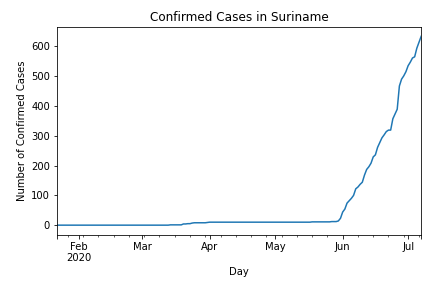 Confirmed Cases in Suriname
Number of Confirmed Cases
600
500
400
300
200
100
0
Feb Mar Apr May Jun Jul
2020
Day